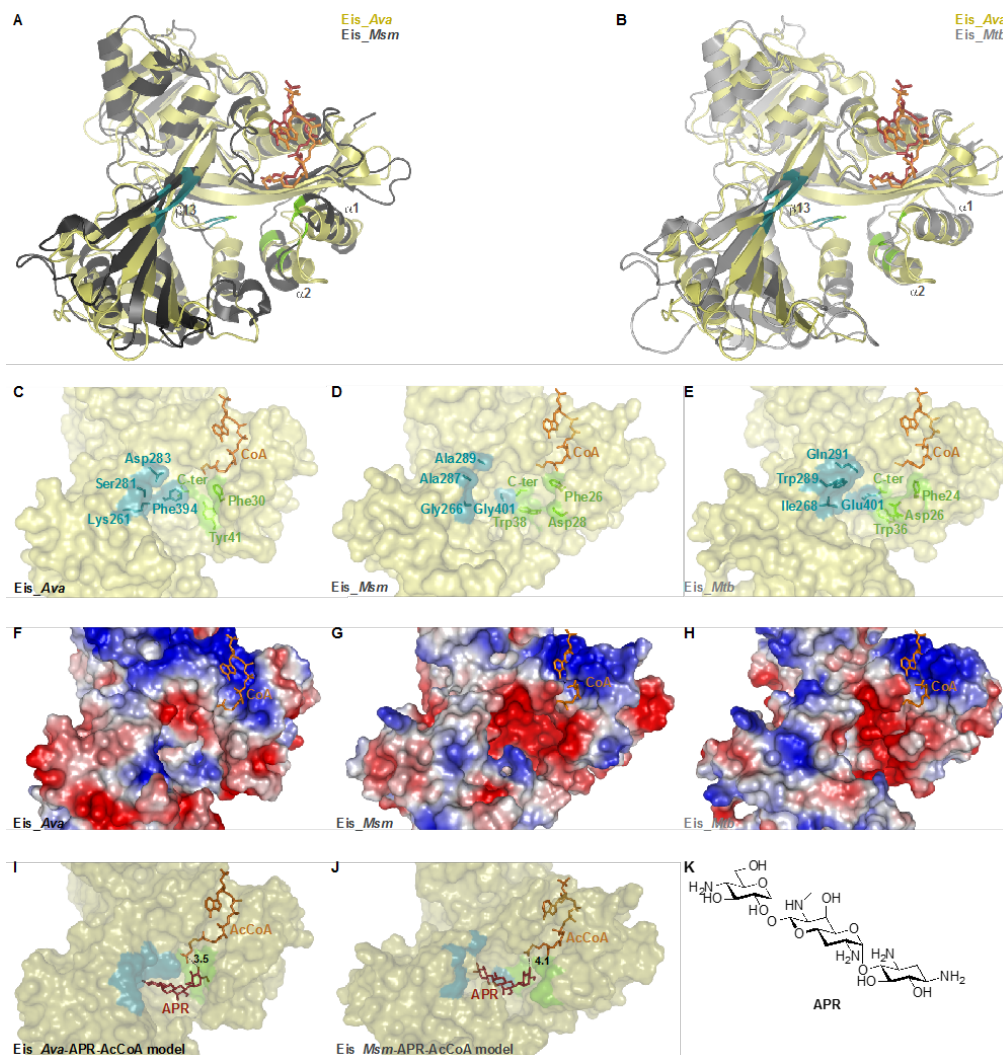 A
Eis_Ava
Eis_Msm
β13
α1
α2
B
Eis_Ava
Eis_Mtb
β13
α1
α2
C
CoA
Asp283
C-ter
Ser281
Phe30
Lys261
Phe394
Tyr41
Eis_Ava
D
CoA
Ala289
Ala287
C-ter
Phe26
Gly266
Gly401
Trp38
Asp28
Eis_Msm
E
CoA
Gln291
Trp289
C-ter
Phe24
Ile268
Glu401
Asp26
Trp36
Eis_Mtb
F
CoA
Eis_Ava
G
CoA
Eis_Msm
H
CoA
Eis_Mtb
I
AcCoA
3.5
APR
Eis_Ava-APR-AcCoA model
J
AcCoA
4.1
APR
Eis_Msm-APR-AcCoA model
K
OH
H2N
O
HO
HO
HN
OH
O
O
O
NH2
O
H2N
O
NH2
HO
OH
APR